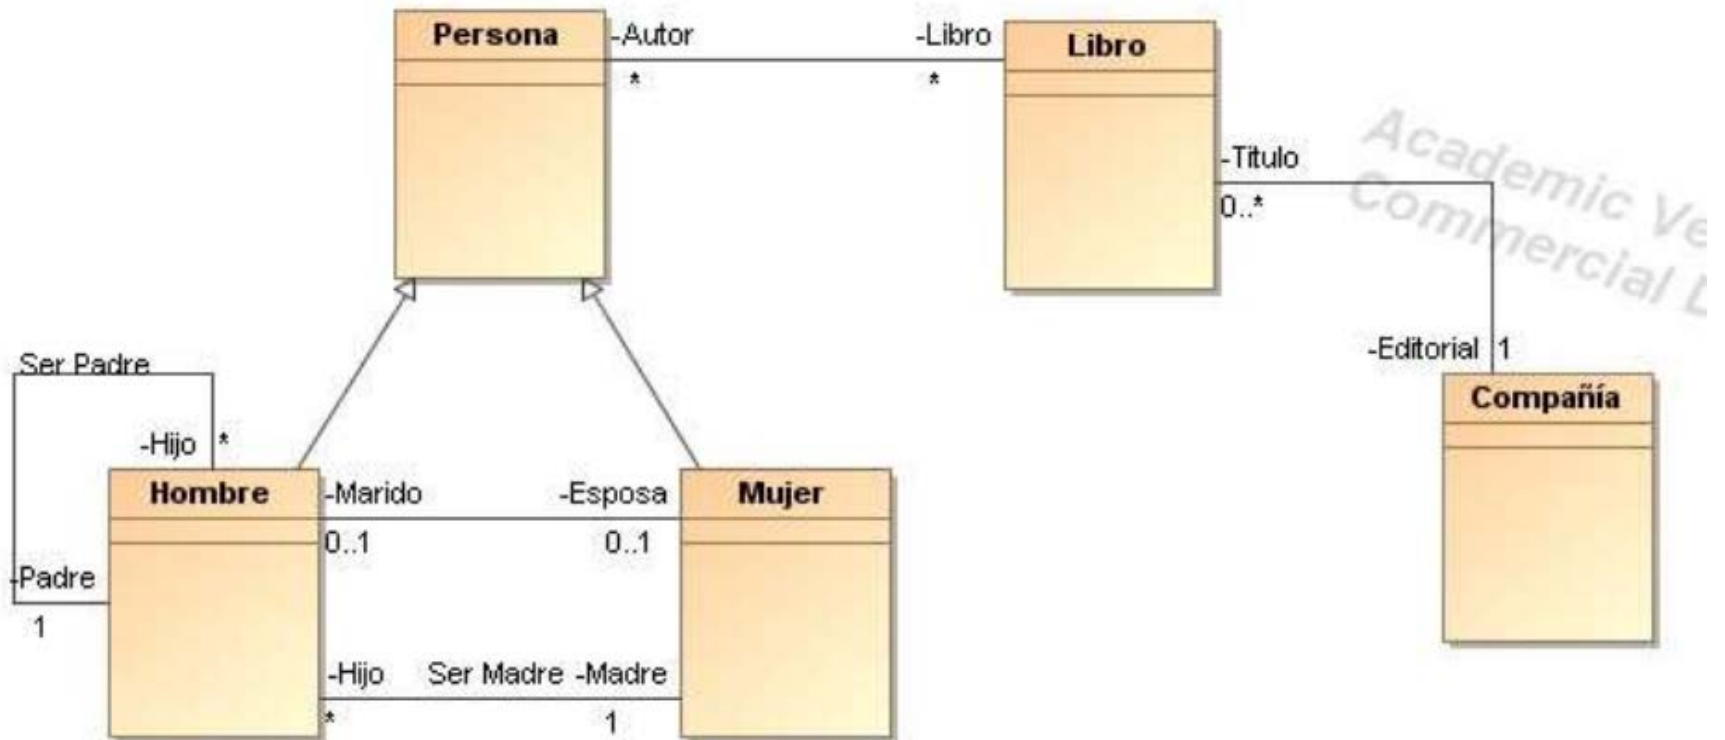 Persona
-Autor
*
-Libro
*
Libro
-Titulo
0..*
Academic
Commercial
-Editorial
1
Compañía
Ser Padre
-Hijo
*
Hombre
-Padre
1
-Marido
0..1
-Esposa
0..1
Mujer
-Hijo
*
Ser Madre
-Madre
1